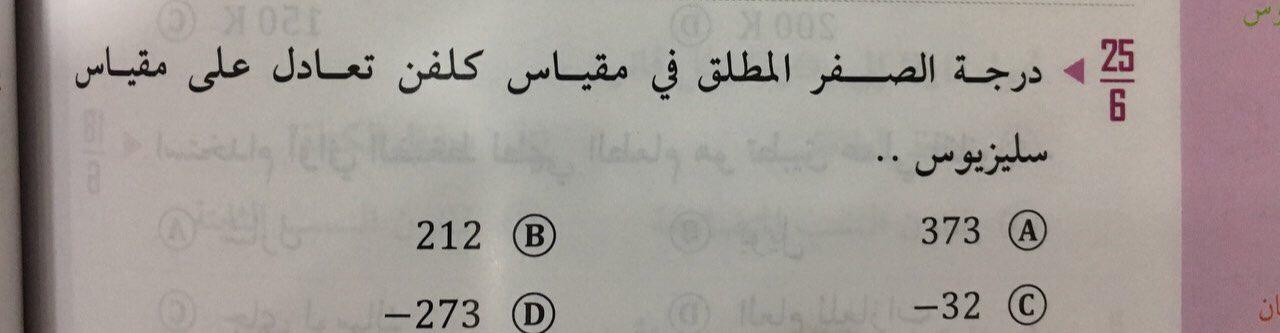 25
6
درجة الصفر المطلق في مقياس كلفن تعادل على مقياس
سليزيوس ..
A 373
B 212
C −32
D −273